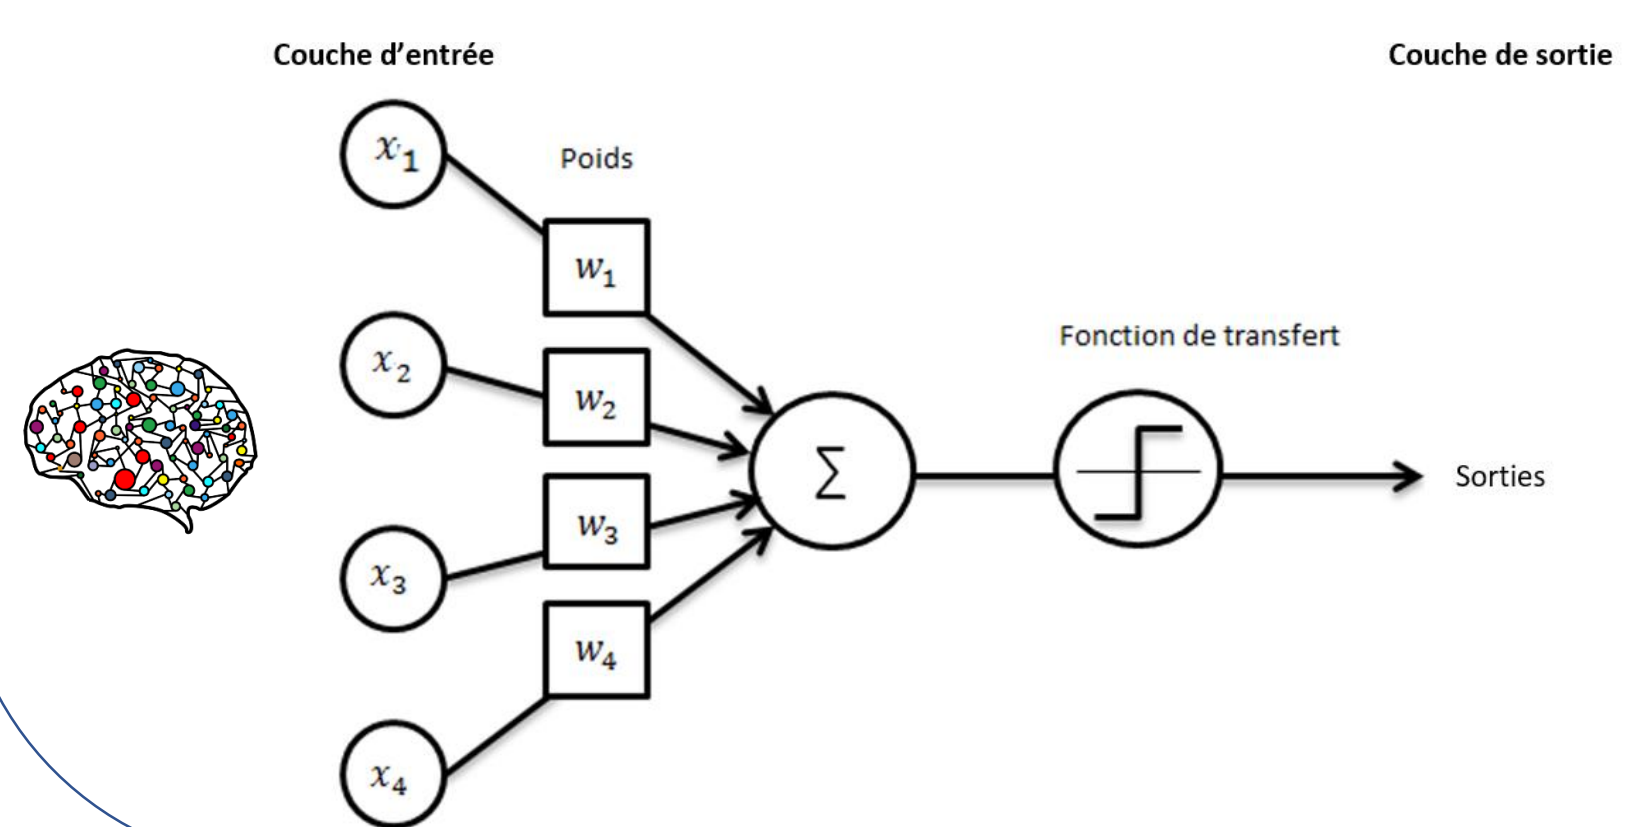 Couche d’entrée
Couche de sortie
x₁
Poids
w₁
x₂
w₂
Fonction de transfert
∑
Sorties
w₃
x₃
w₄
x₄